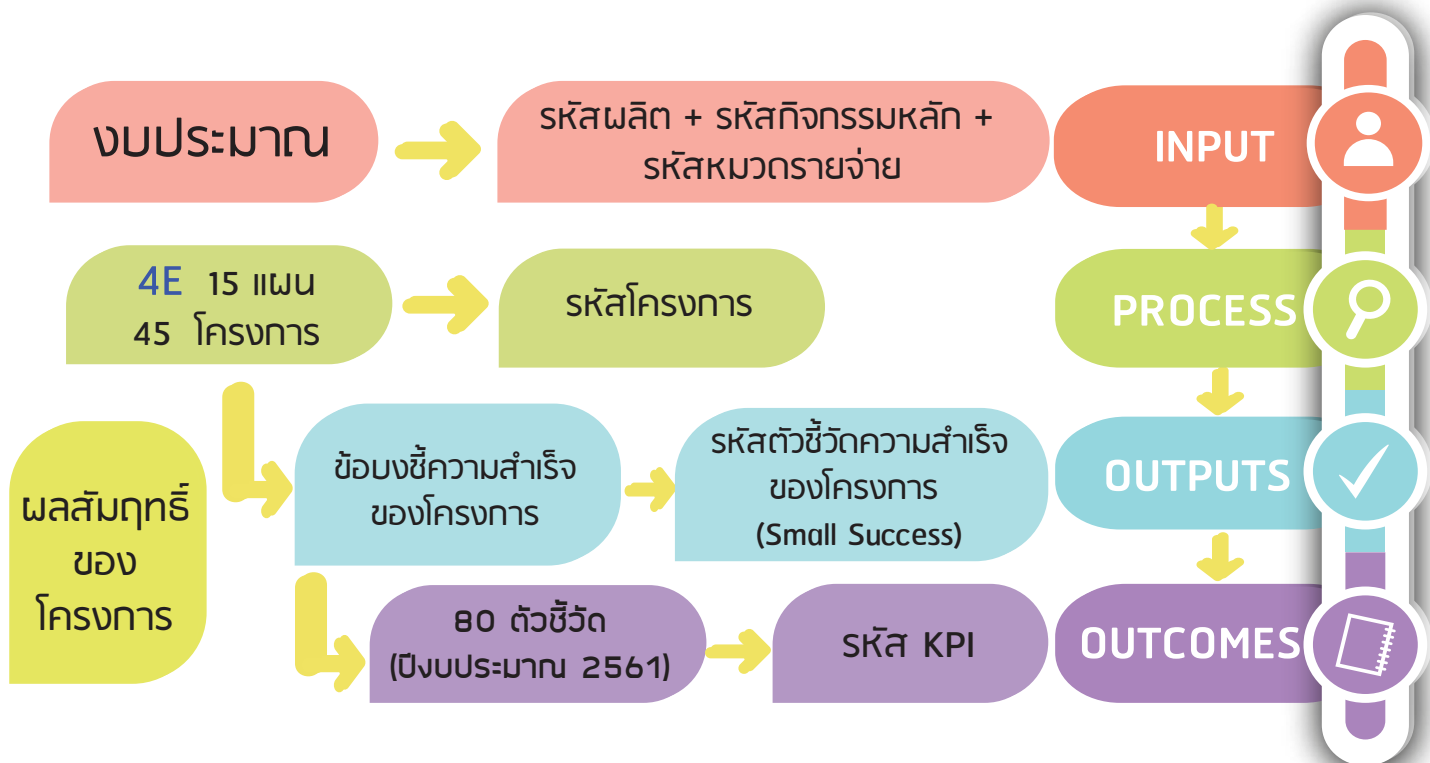 งบประมาณ
รหัสผลิต + รหัสกิจกรรมหลัก +
รหัสหมวดรายจ่าย
INPUT
4E 15 แผน
45 โครงการ
รหัสโครงการ
PROCESS
ผลสัมฤทธิ์
ของ
โครงการ
ข้อบงชี้ความสำเร็จ
ของโครงการ
รหัสตัวชี้วัดความสำเร็จ
ของโครงการ
(Small Success)
OUTPUTS
80 ตัวชี้วัด
(ปีงบประมาณ 2561)
รหัส KPI
OUTCOMES